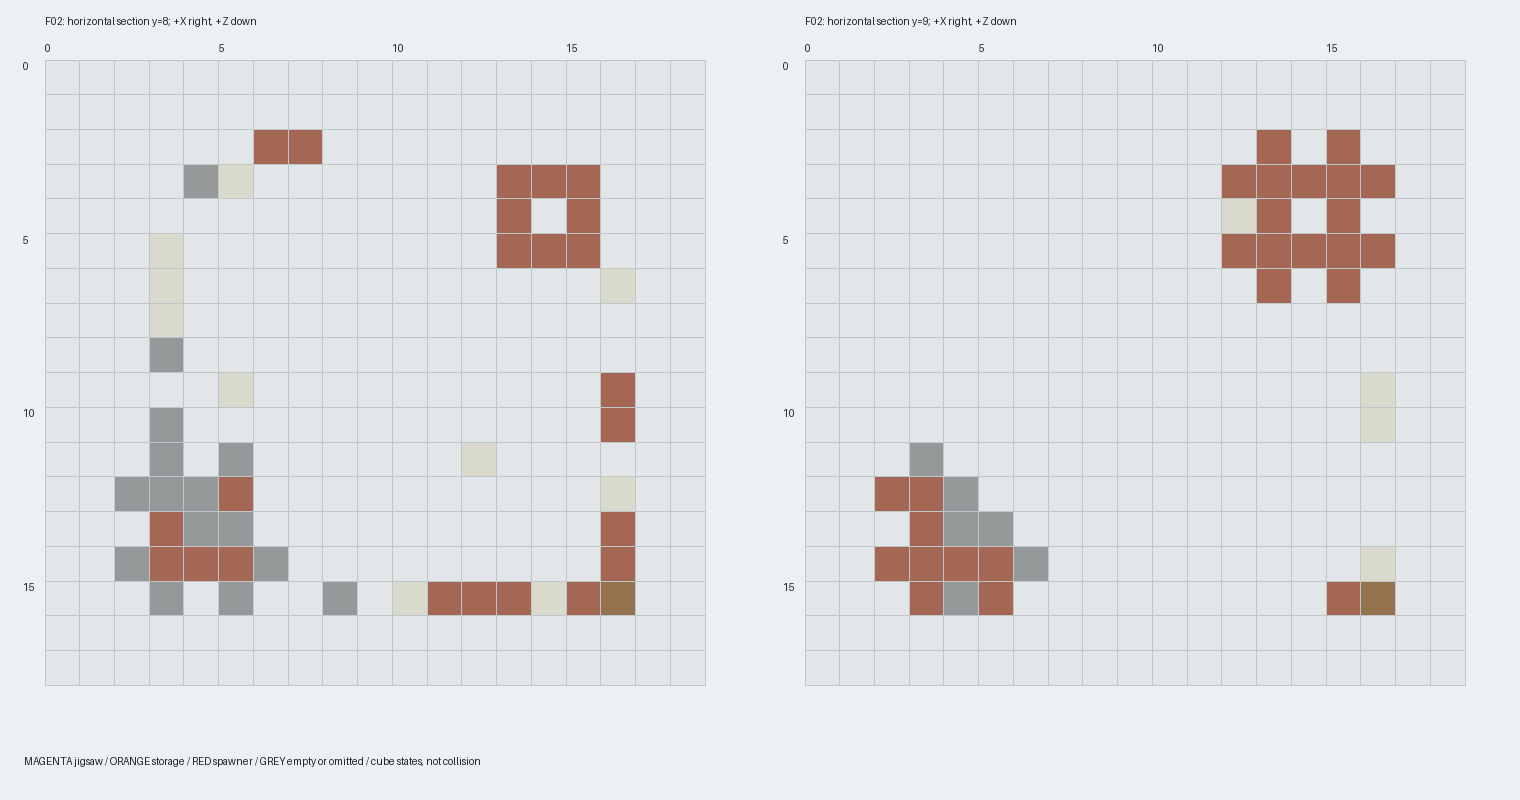 F02: horizontal section y=8; +X right, +Z down
0 5 10 15
0
5
10
15
F02: horizontal section y=9; +X right, +Z down
0 5 10 15
0
5
10
15
MAGENTA jigsaw / ORANGE storage / RED spawner / GREY empty or omitted / cube states, not collision